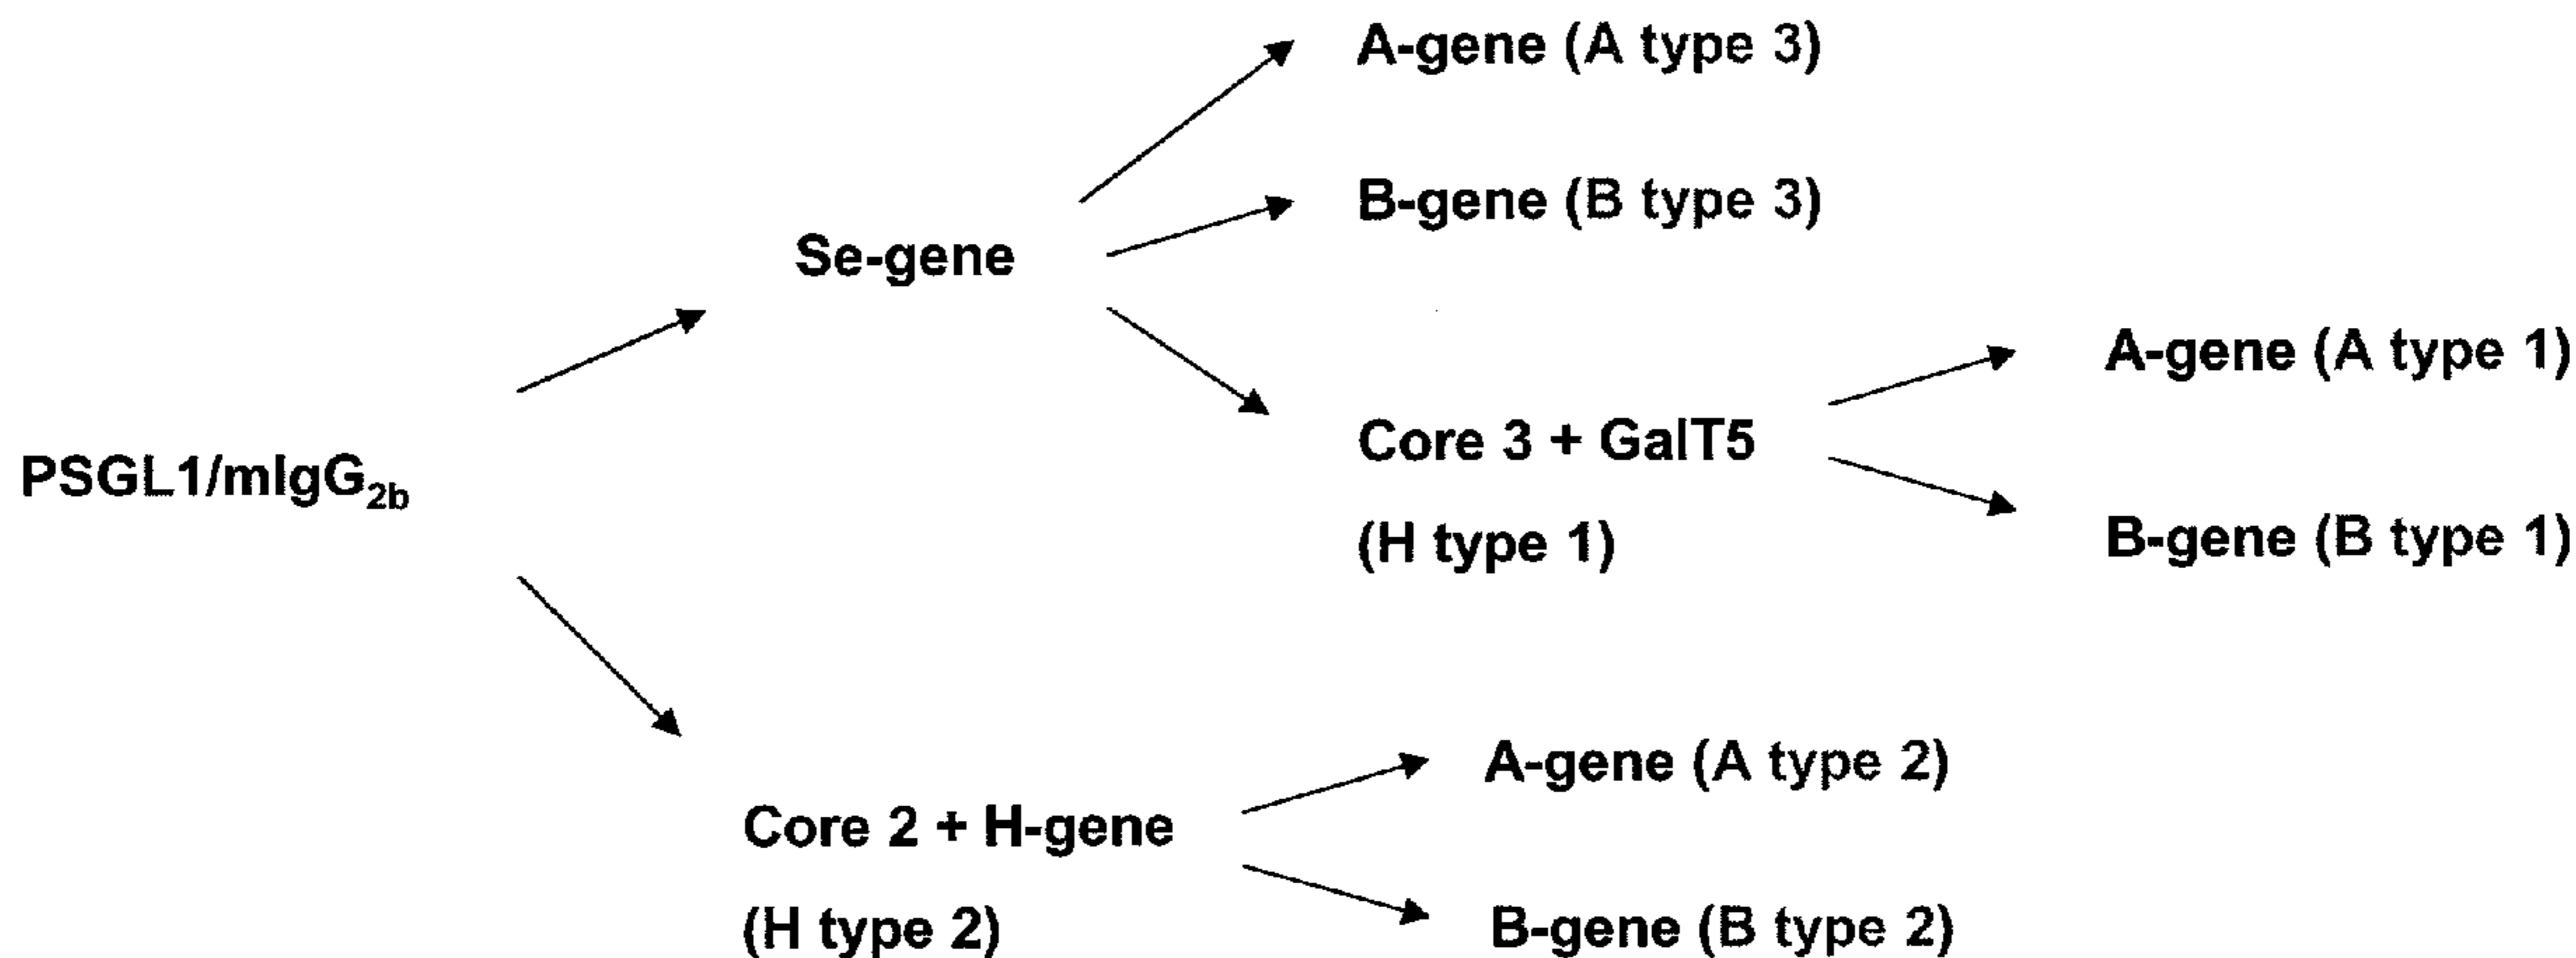 A-gene (A type 3)
B-gene (B type 3)
Se-gene
A-gene (A type 1)
Core 3 + GalT5
(H type 1)
B-gene (B type 1)
PSGL1/mIgG2b
A-gene (A type 2)
Core 2 + H-gene
(H type 2)
B-gene (B type 2)